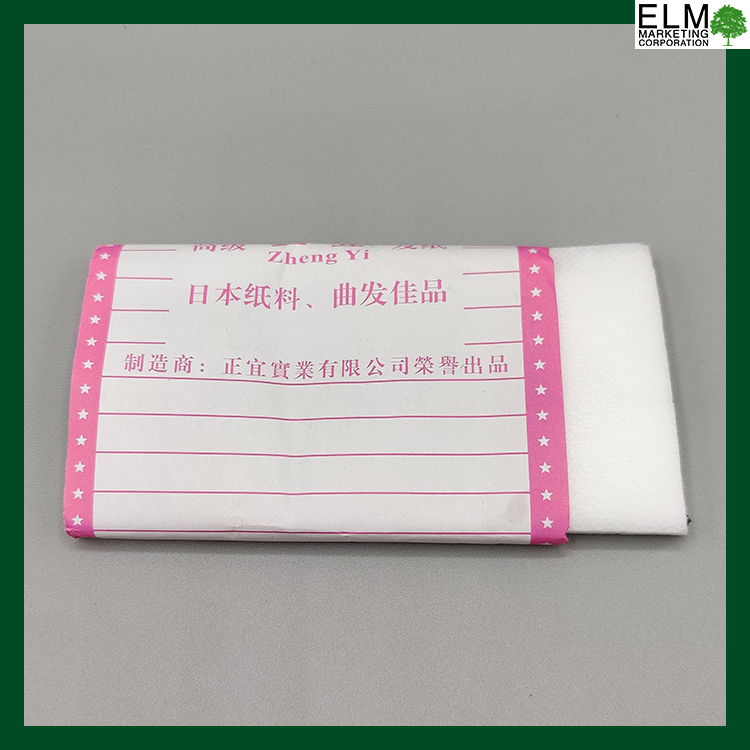 ELM
MARKETING
CORPORATION
Zheng Yi
日本纸料、曲发佳品
制造商：正宜實業有限公司榮譽出品